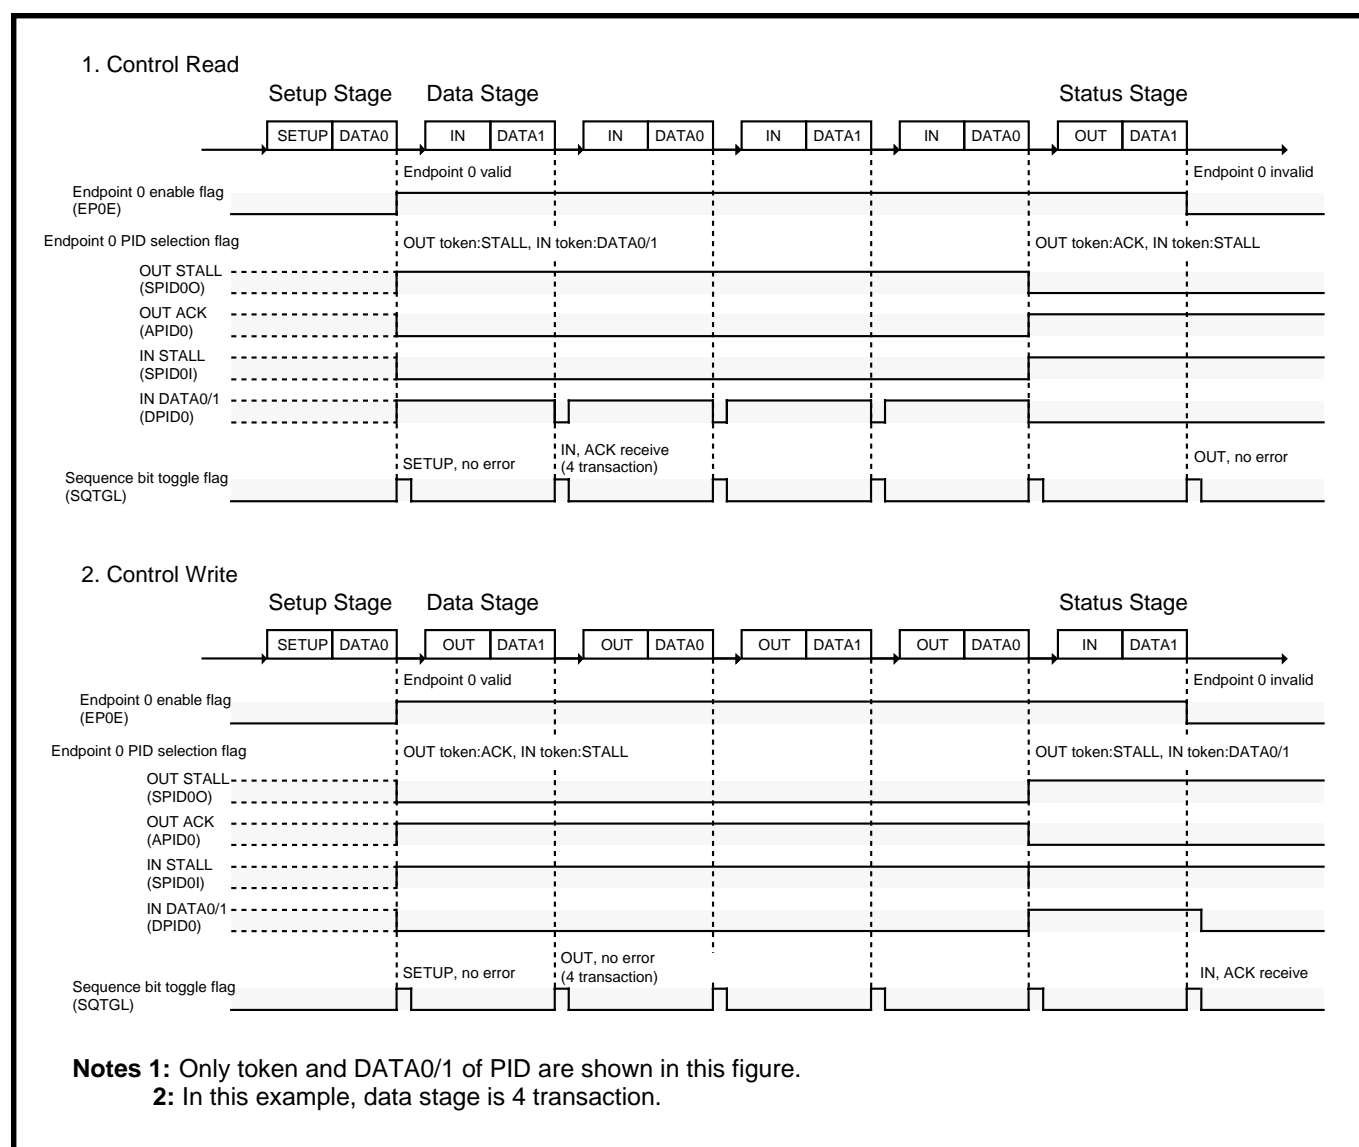 1. Control Read
Setup Stage Data Stage Status Stage
SETUP DATA0 IN DATA1 IN DATA0 IN DATA1 IN DATA0 OUT DATA1
Endpoint 0 valid Endpoint 0 invalid
Endpoint 0 enable flag
(EP0E)
Endpoint 0 PID selection flag OUT token:STALL, IN token:DATA0/1 OUT token:ACK, IN token:STALL
OUT STALL
(SPID0O)
OUT ACK
(APID0)
IN STALL
(SPID0I)
IN DATA0/1
(DPID0)
SETUP, no error IN, ACK receive OUT, no error
(4 transaction)
Sequence bit toggle flag
(SQTGL)
2. Control Write
Setup Stage Data Stage Status Stage
SETUP DATA0 OUT DATA1 OUT DATA0 OUT DATA1 OUT DATA0 IN DATA1
Endpoint 0 valid Endpoint 0 invalid
Endpoint 0 enable flag
(EP0E)
Endpoint 0 PID selection flag OUT token:ACK, IN token:STALL OUT token:STALL, IN token:DATA0/1
OUT STALL
(SPID0O)
OUT ACK
(APID0)
IN STALL
(SPID0I)
IN DATA0/1
(DPID0)
SETUP, no error OUT, no error IN, ACK receive
(4 transaction)
Sequence bit toggle flag
(SQTGL)
Notes 1: Only token and DATA0/1 of PID are shown in this figure.
2: In this example, data stage is 4 transaction.